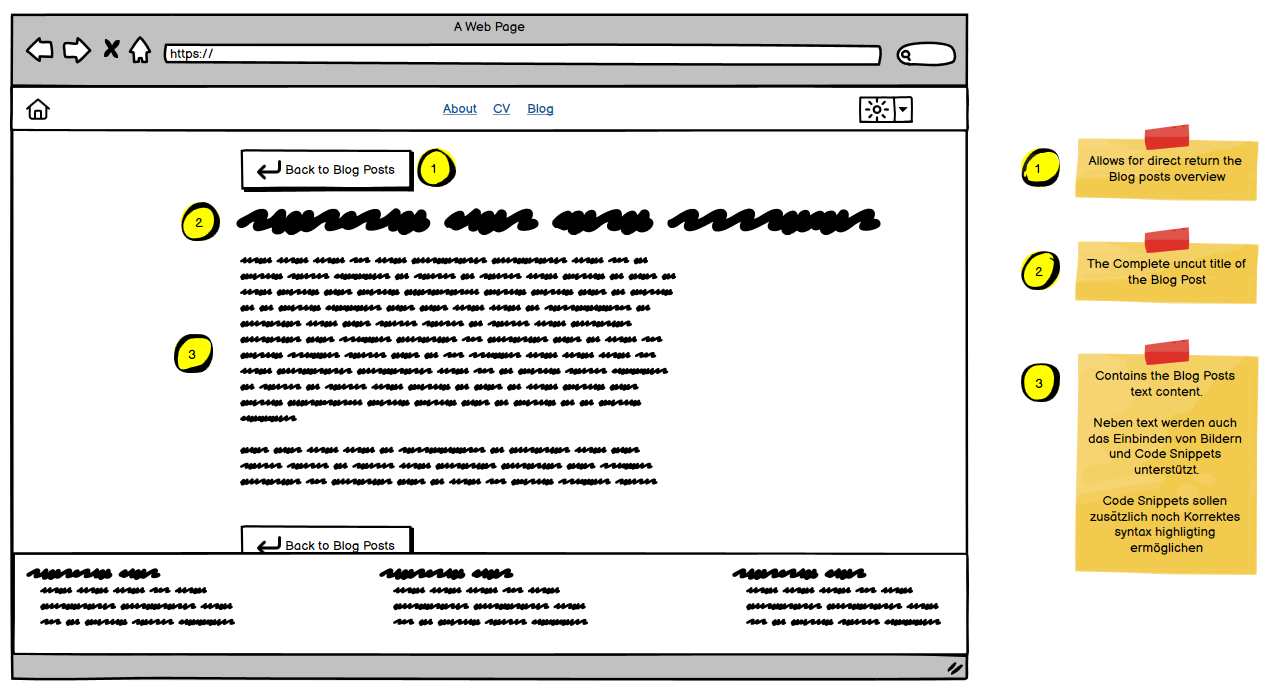 A Web Page
https://
About CV Blog
Back to Blog Posts
1
2
3
Back to Blog Posts
1
Allows for direct return the
Blog posts overview
2
The Complete uncut title of
the Blog Post
3
Contains the Blog Posts
text content.
Neben text werden auch
das Einbinden von Bildern
und Code Snippets
unterstützt.
Code Snippets sollen
zusätzlich noch Korrektes
syntax highligting
ermöglichen